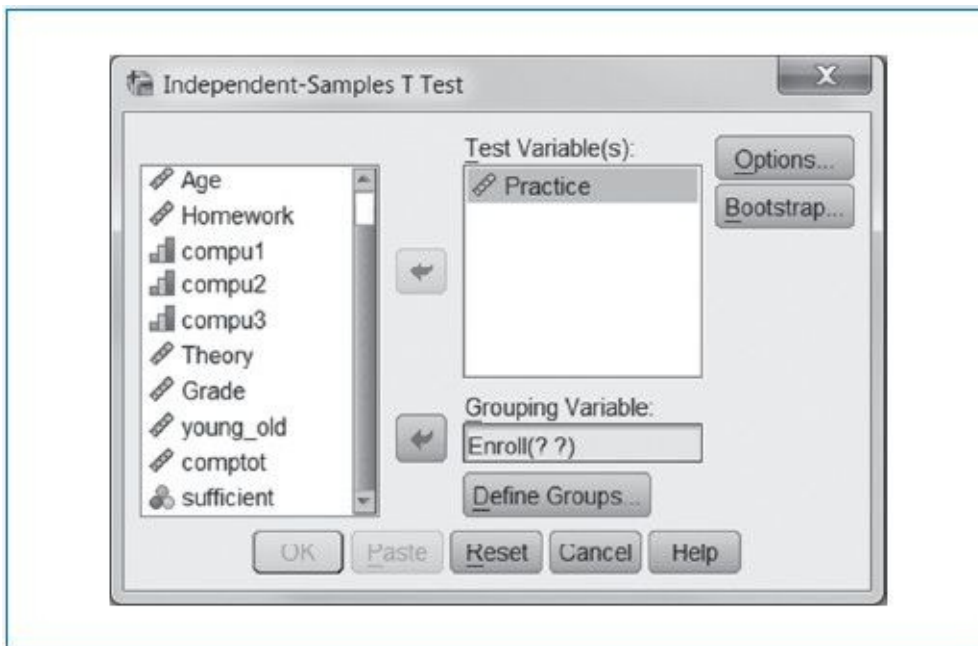 Independent-Samples T Test
Age
Homework
compu1
compu2
compu3
Theory
Grade
young_old
comptot
sufficient
Test Variable(s):
Practice
Grouping Variable:
Enroll(? ?)
Define Groups...
Options...
Bootstrap...
OK Paste Reset Cancel Help